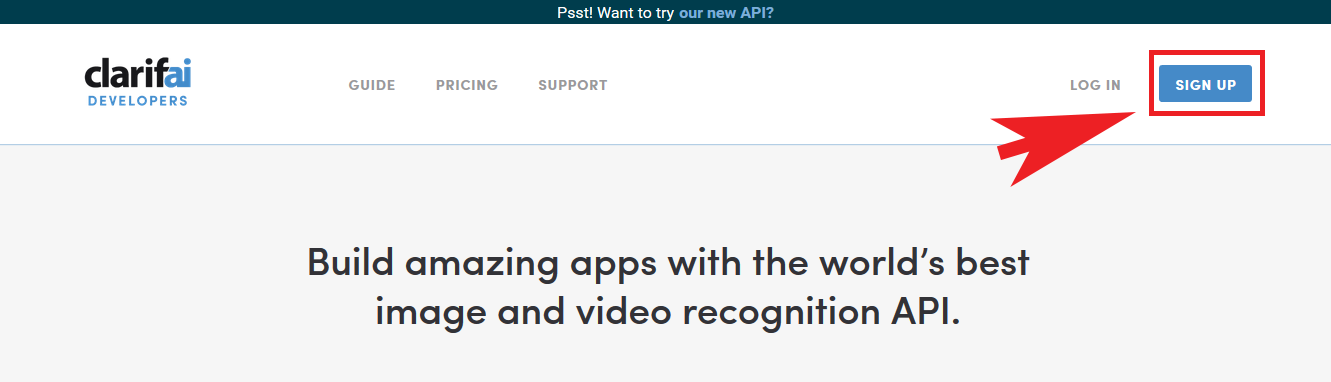 Psst! Want to try our new API?
clarifai
DEVELOPERS
GUIDE PRICING SUPPORT LOG IN SIGN UP
Build amazing apps with the world's best
image and video recognition API.